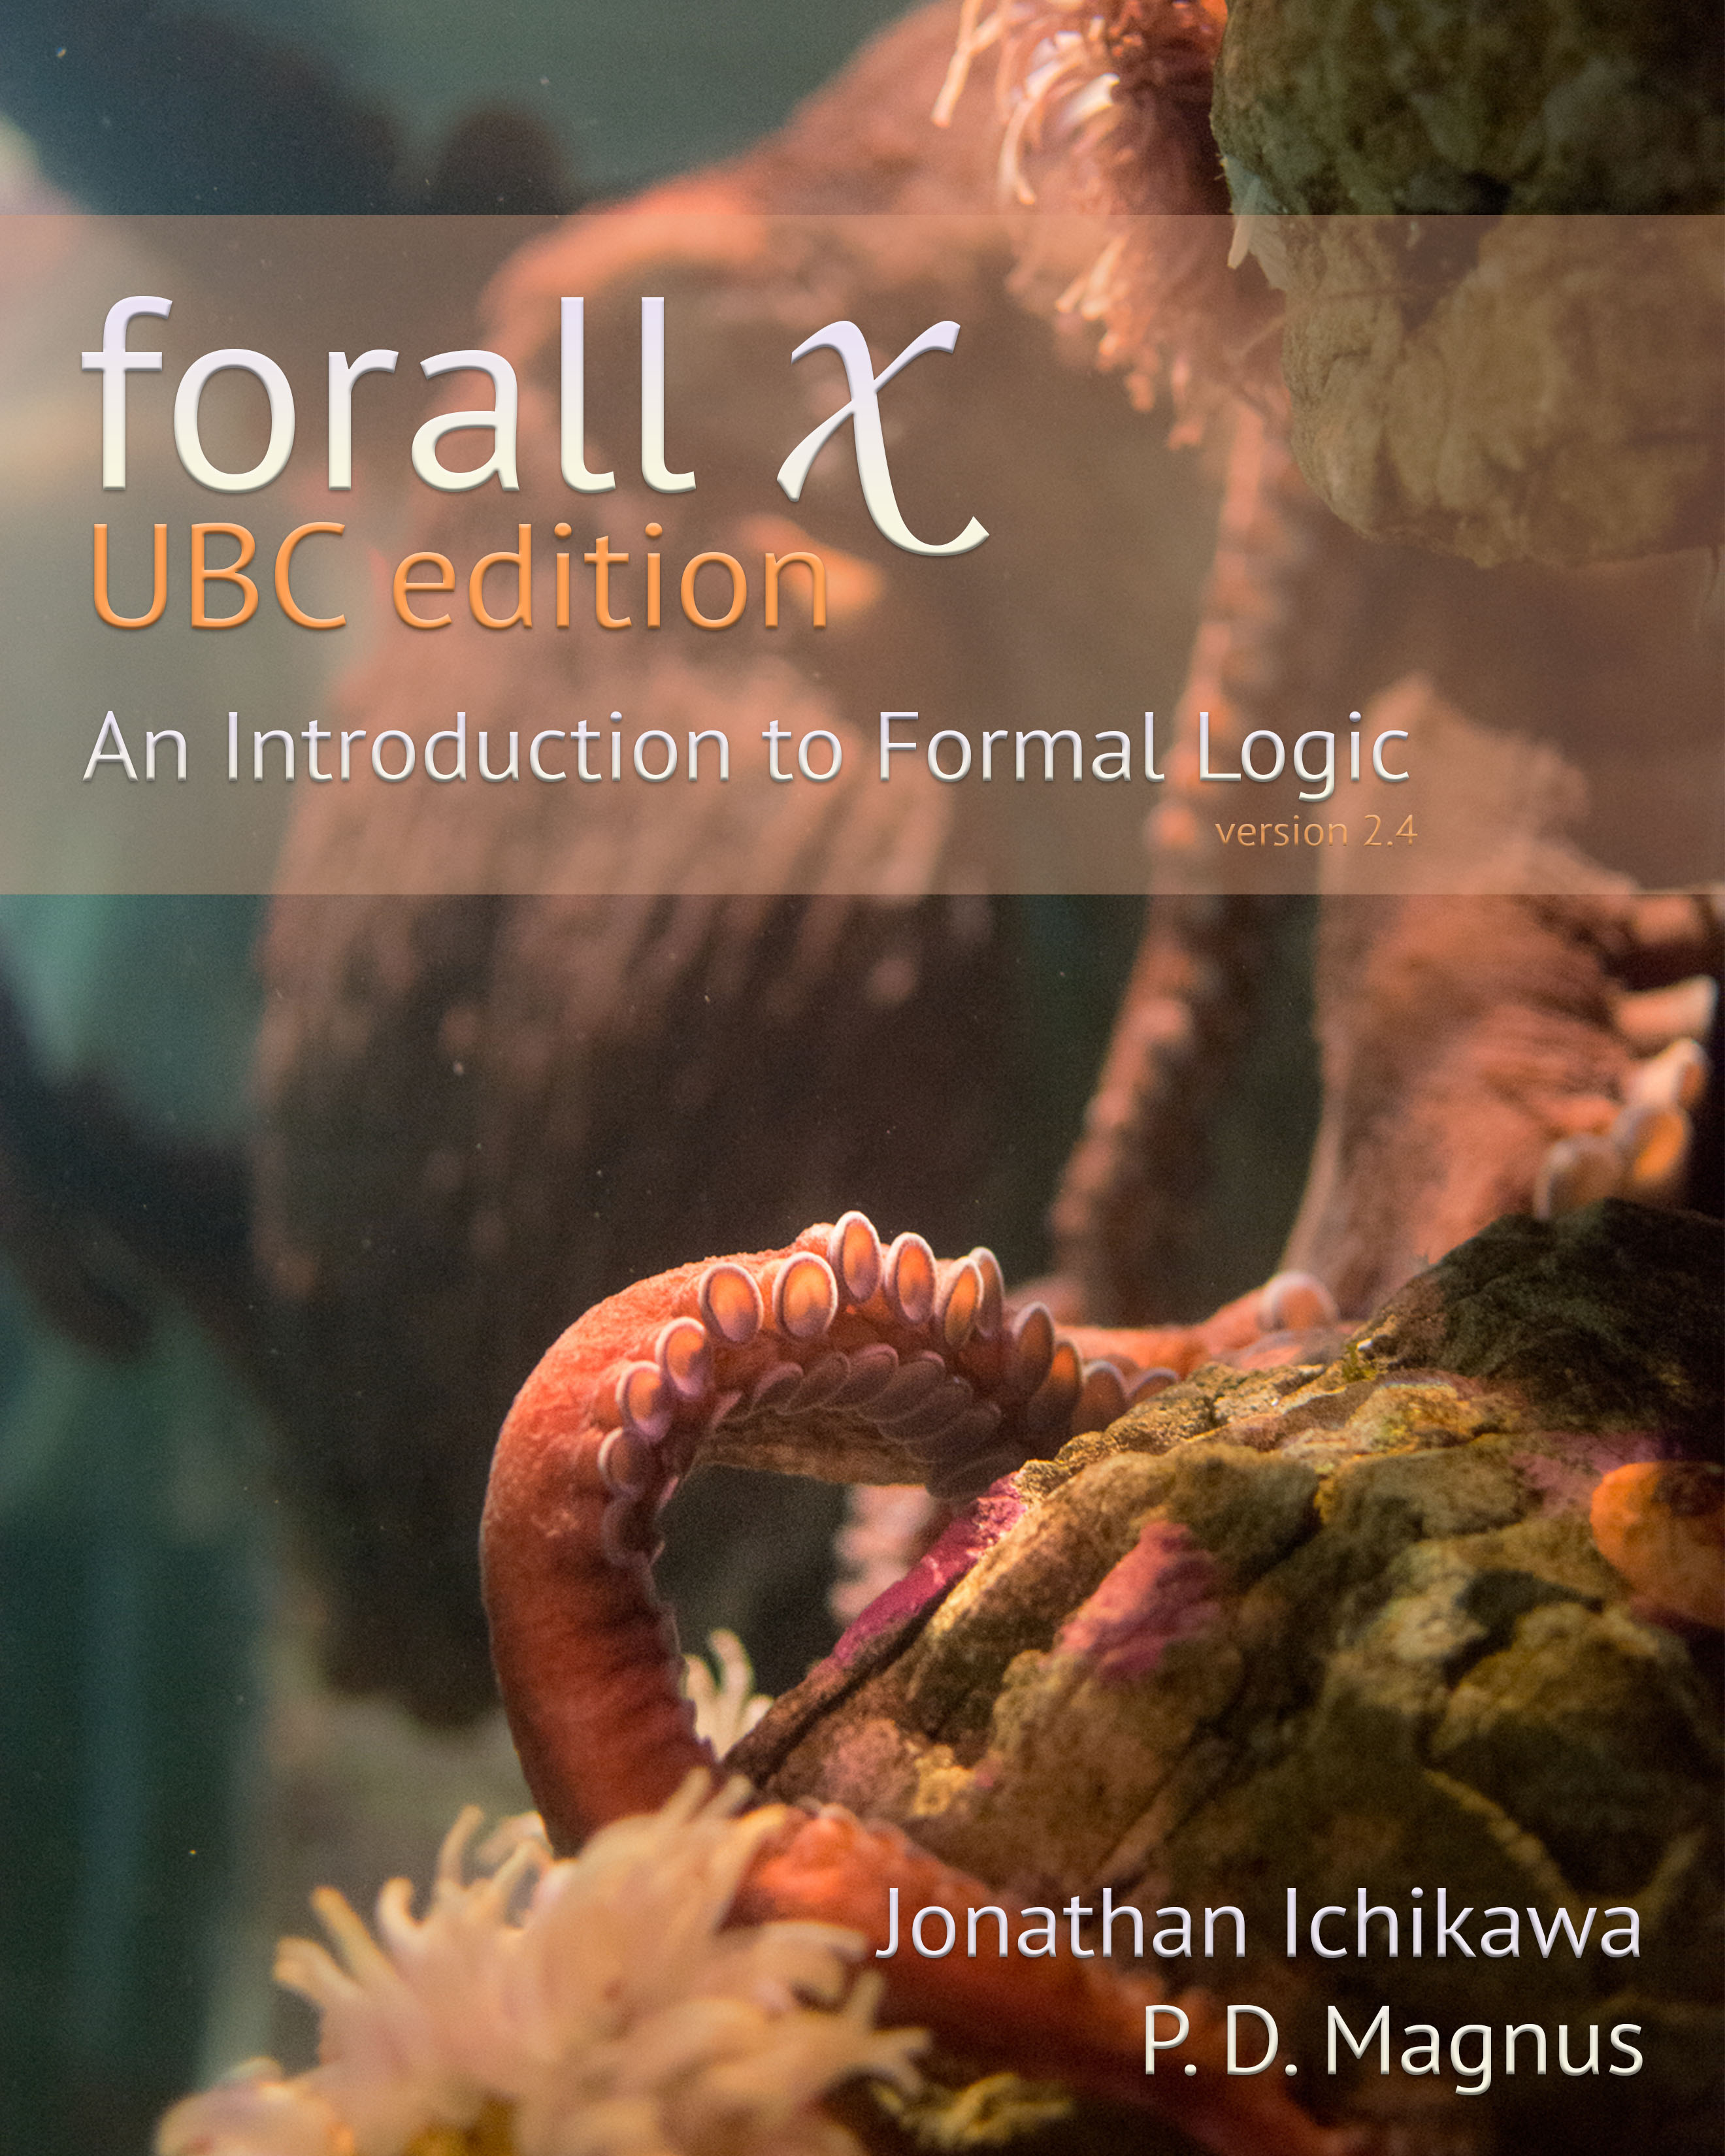 forall x
UBC edition
An Introduction to Formal Logic
version 2.4
Jonathan Ichikawa
P. D. Magnus